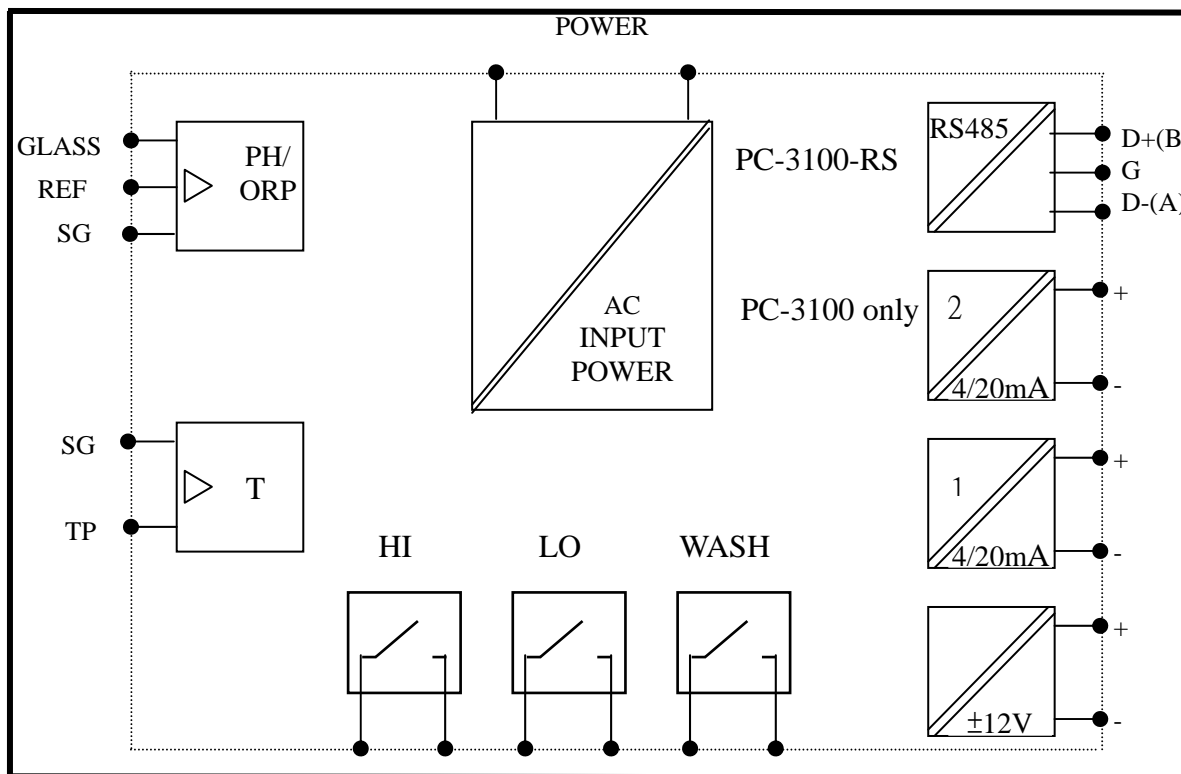 POWER
GLASS
REF
SG
PH/
ORP
AC
INPUT
POWER
PC-3100-RS
RS485
D+(B
G
D-(A)
PC-3100 only
2
4/20mA
+
-
SG
TP
T
1
4/20mA
+
-
HI
LO
WASH
±12V
+
-